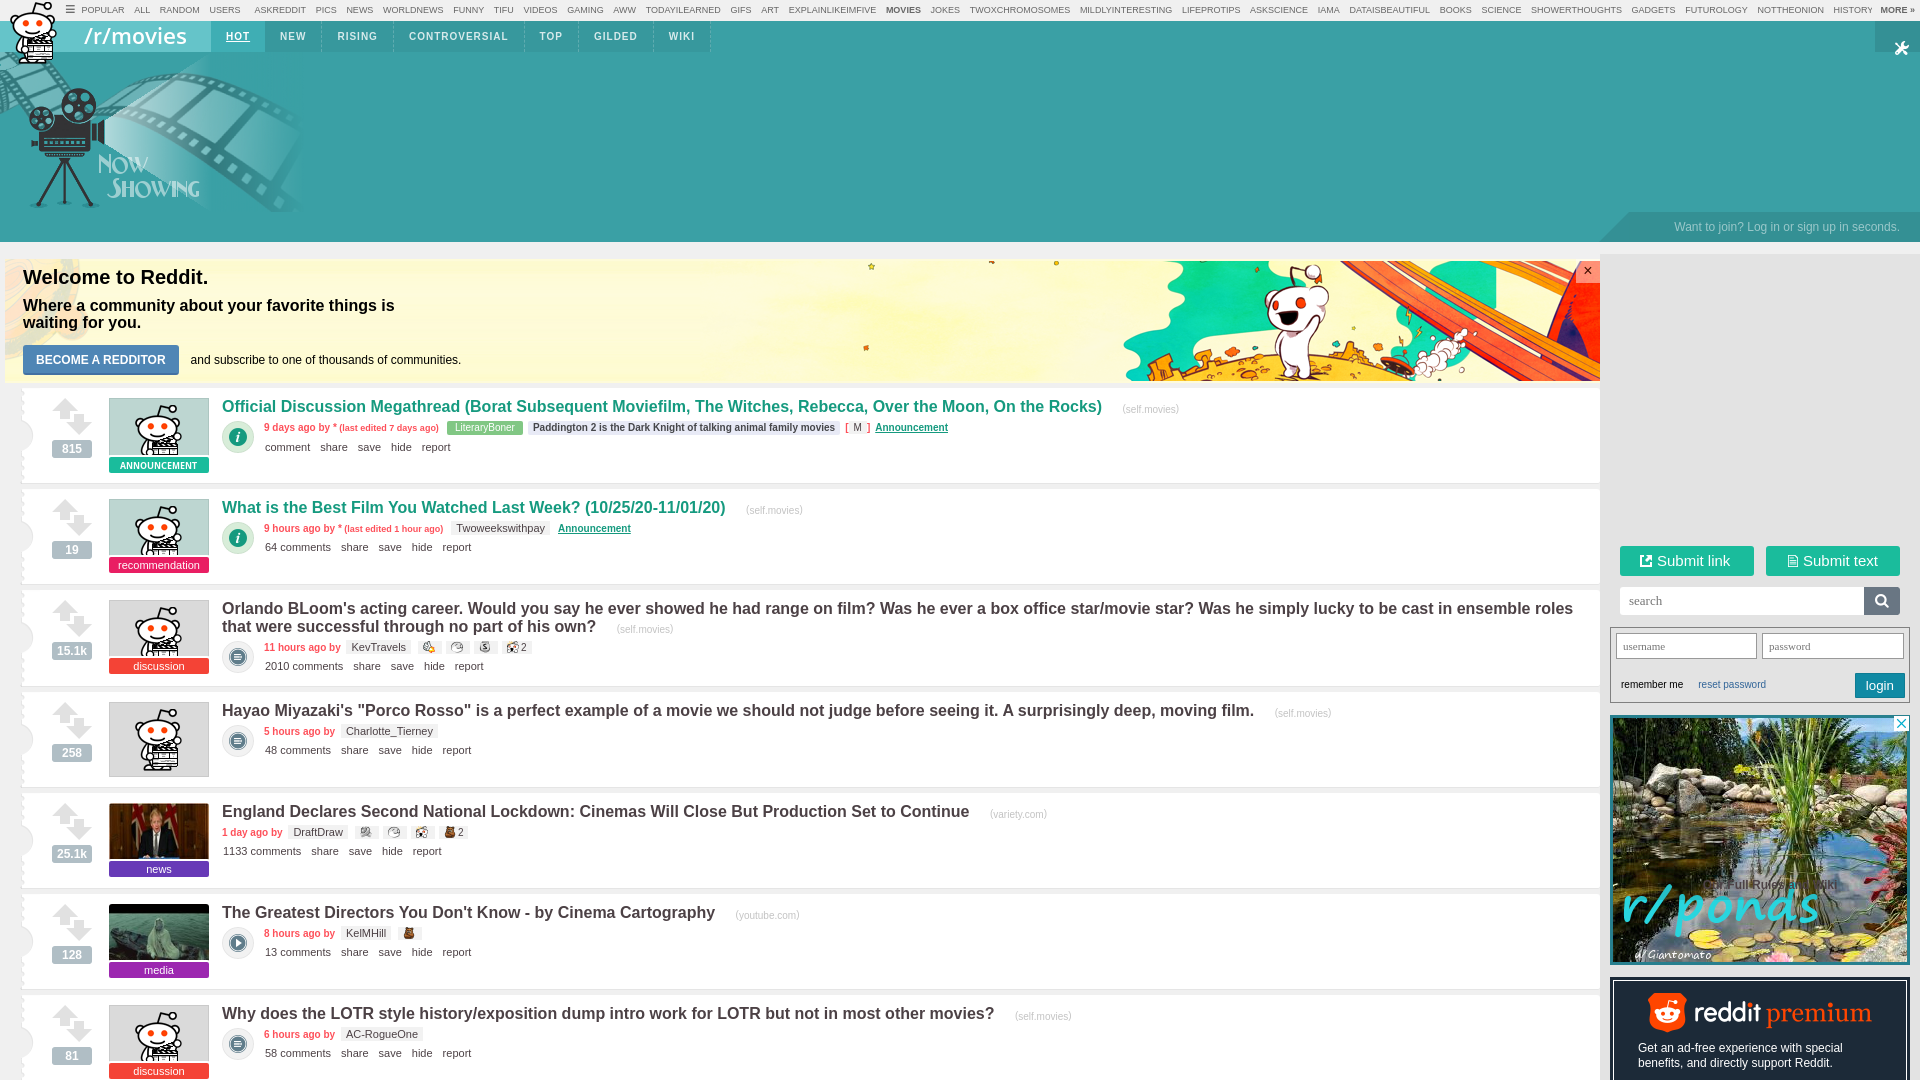 POPULAR ALL RANDOM USERS ASKREDDIT PICS NEWS WORLDNEWS FUNNY TIFU VIDEOS GAMING AWW TODAYILEARNED GIFS ART EXPLAINLIKEIMFIVE MOVIES JOKES TWOXCHROMOSOMES MILDLYINTERESTING LIFEPROTIPS ASKSCIENCE IAMA DATAISBEAUTIFUL BOOKS SCIENCE SHOWERTHOUGHTS GADGETS FUTUROLOGY NOTTHEONION HISTORY MORE »
/r/movies HOT NEW RISING CONTROVERSIAL TOP GILDED WIKI
NOW
SHOWING
Want to join? Log in or sign up in seconds.
Welcome to Reddit.
Where a community about your favorite things is
waiting for you.
BECOME A REDDITOR and subscribe to one of thousands of communities.
×
Official Discussion Megathread (Borat Subsequent Moviefilm, The Witches, Rebecca, Over the Moon, On the Rocks) (self.movies)
9 days ago by * (last edited 7 days ago) LiteraryBoner Paddington 2 is the Dark Knight of talking animal family movies [ M ] Announcement
815
comment share save hide report
ANNOUNCEMENT
What is the Best Film You Watched Last Week? (10/25/20-11/01/20) (self.movies)
9 hours ago by * (last edited 1 hour ago) Twoweekswithpay Announcement
19
64 comments share save hide report
recommendation
Orlando BLoom's acting career. Would you say he ever showed he had range on film? Was he ever a box office star/movie star? Was he simply lucky to be cast in ensemble roles
that were successful through no part of his own? (self.movies)
11 hours ago by KevTravels 2
15.1k
2010 comments share save hide report
discussion
Hayao Miyazaki's "Porco Rosso" is a perfect example of a movie we should not judge before seeing it. A surprisingly deep, moving film. (self.movies)
5 hours ago by Charlotte_Tierney
258
48 comments share save hide report
England Declares Second National Lockdown: Cinemas Will Close But Production Set to Continue (variety.com)
1 day ago by DraftDraw 2
25.1k
1133 comments share save hide report
news
The Greatest Directors You Don't Know - by Cinema Cartography (youtube.com)
8 hours ago by KelMHill
128
13 comments share save hide report
media
Why does the LOTR style history/exposition dump intro work for LOTR but not in most other movies? (self.movies)
6 hours ago by AC-RogueOne
81
58 comments share save hide report
discussion
Submit link Submit text
search
username password
remember me reset password login
r/ponds
u/Giantomato
reddit premium
Get an ad-free experience with special
benefits, and directly support Reddit.